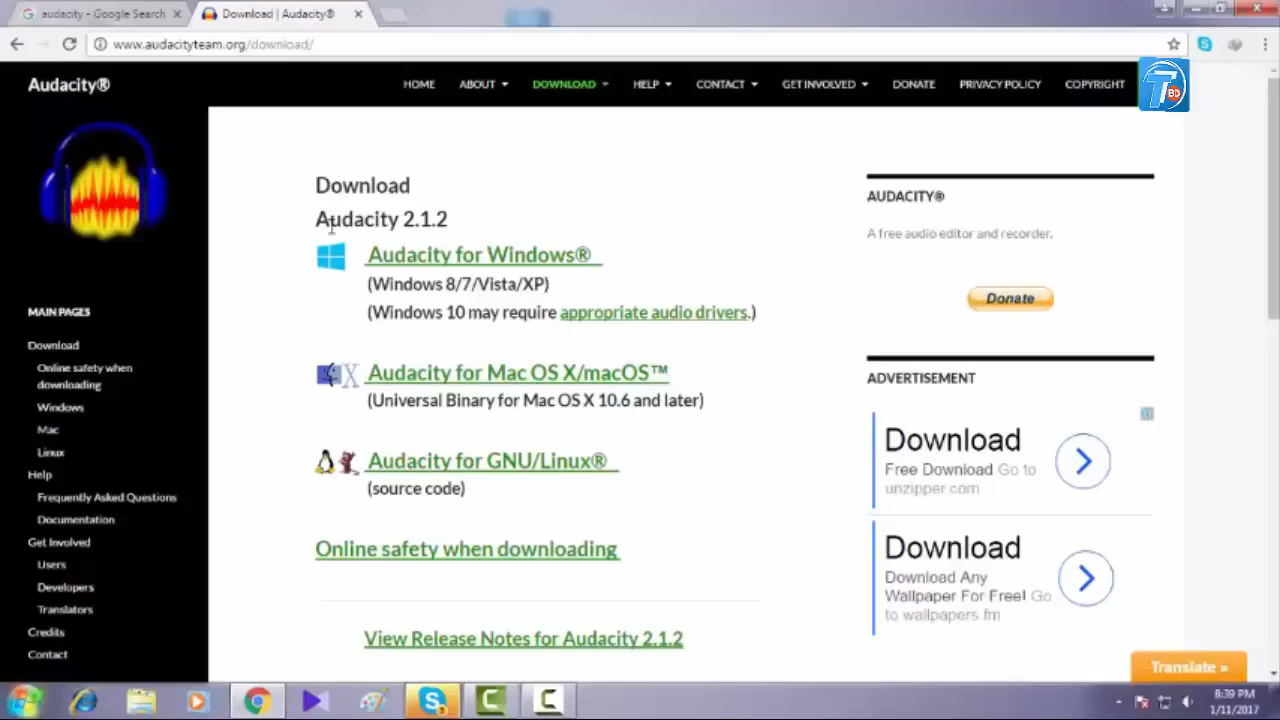 audacity - Google Search
Download | Audacity®
www.audacityteam.org/download/
Audacity®
HOME
ABOUT
DOWNLOAD
HELP
CONTACT
GET INVOLVED
DONATE
PRIVACY POLICY
COPYRIGHT
T BD
Download
Audacity 2.1.2
Audacity for Windows®
(Windows 8/7/Vista/XP)
(Windows 10 may require appropriate audio drivers.)
Audacity for Mac OS X/macOS™
(Universal Binary for Mac OS X 10.6 and later)
Audacity for GNU/Linux®
(source code)
Online safety when downloading
View Release Notes for Audacity 2.1.2
MAIN PAGES
Download
Online safety when
downloading
Windows
Mac
Linux
Help
Frequently Asked Questions
Documentation
Get Involved
Users
Developers
Translators
Credits
Contact
AUDACITY®
A free audio editor and recorder.
Donate
ADVERTISEMENT
Download
Free Download Go to
unzipper.com
Download
Download Any
Wallpaper For Free! Go
to wallpapers.fm
Translate »
8:39 PM
1/11/2017